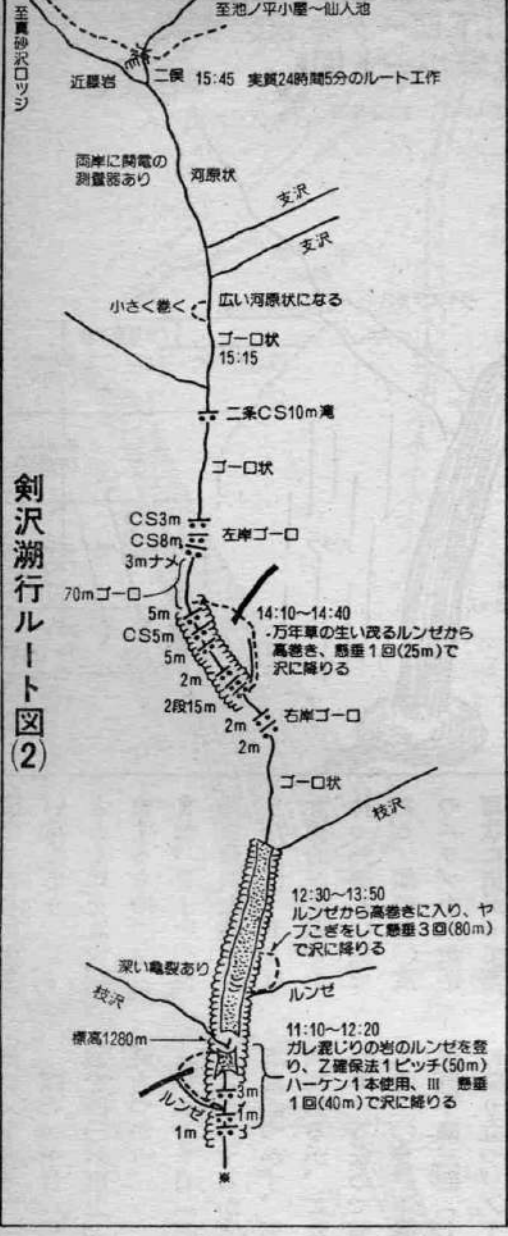 至真砂沢ロッジ
至池ノ平小屋～仙人池
近藤岩
二俣
15:45 実質24時間5分のルート工作
両岸に関電の
測量器あり
河原状
支沢
支沢
小さく巻く
広い河原状になる
ゴーロ状
15:15
二条CS10m滝
ゴーロ状
剣沢溯行ルート図(2)
CS3m
CS8m
3mナメ
左岸ゴーロ
70mゴーロ
5m
CS5m
5m
2m
2段15m
14:10～14:40
万年草の生い茂るルンゼから
高巻き、懸垂1回(25m)で
沢に降りる
2m
2m
右岸ゴーロ
ゴーロ状
枝沢
12:30～13:50
ルンゼから高巻きに入り、ヤ
ブこぎをして懸垂3回(80m)
で沢に降りる
深い亀裂あり
枝沢
ルンゼ
標高1280m
11:10～12:20
ガレ混じりの岩のルンゼを登
り、Z確保法1ピッチ(50m)
ハーケン1本使用、III 懸垂
1回(40m)で沢に降りる
ルンゼ
3m
1m
1m
3
※